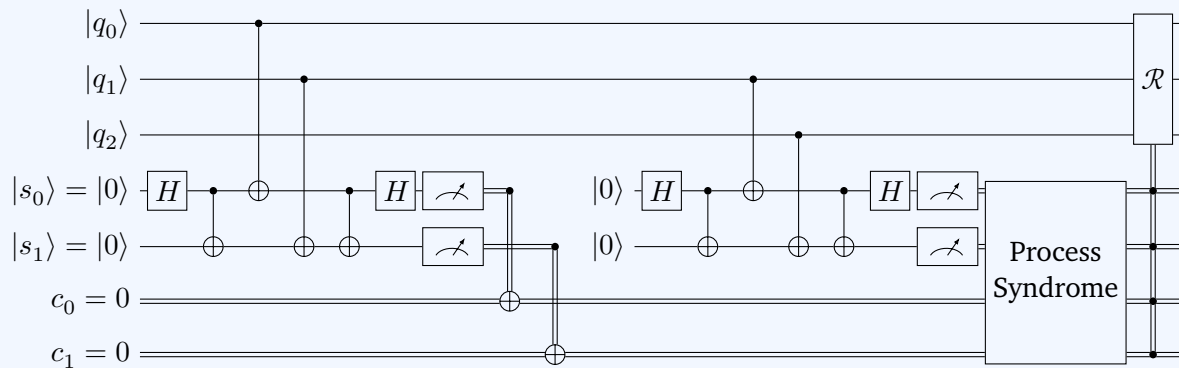 |q₀⟩
|q₁⟩
|q₂⟩
ℛ
|s₀⟩ = |0⟩ H H |0⟩ H H
|s₁⟩ = |0⟩ |0⟩
Process
Syndrome
c₀ = 0
c₁ = 0